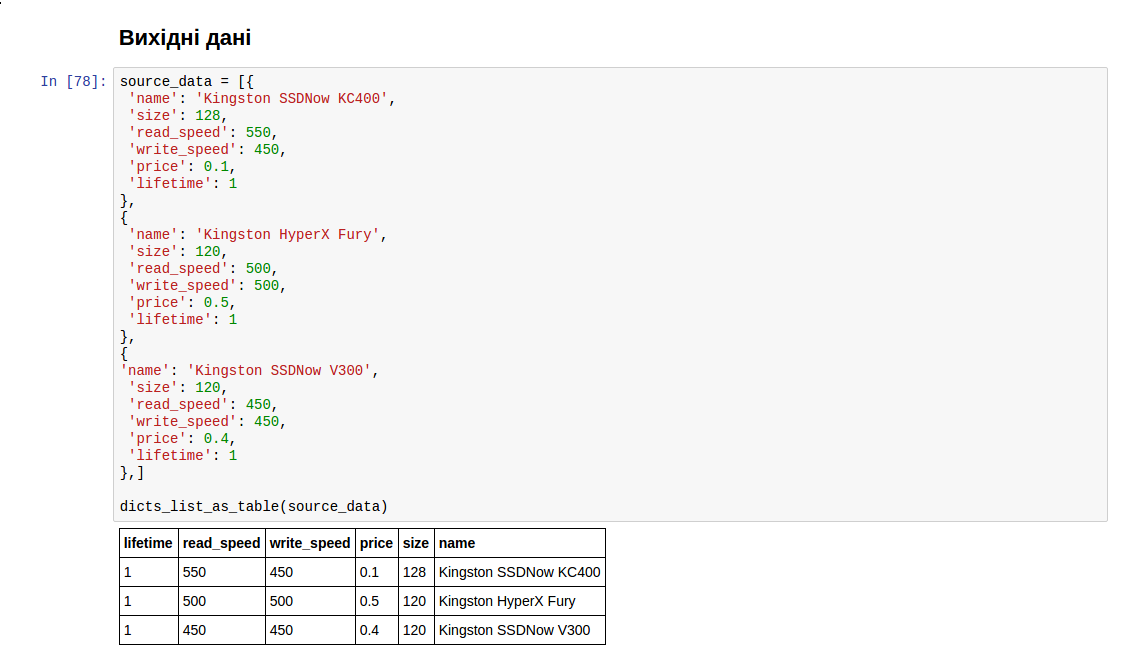 Вихідні дані
In [78]: source_data = [{
'name': 'Kingston SSDNow KC400',
'size': 128,
'read_speed': 550,
'write_speed': 450,
'price': 0.1,
'lifetime': 1
},
{
'name': 'Kingston HyperX Fury',
'size': 120,
'read_speed': 500,
'write_speed': 500,
'price': 0.5,
'lifetime': 1
},
{
'name': 'Kingston SSDNow V300',
'size': 120,
'read_speed': 450,
'write_speed': 450,
'price': 0.4,
'lifetime': 1
},]
dicts_list_as_table(source_data)
lifetime read_speed write_speed price size name
1 550 450 0.1 128 Kingston SSDNow KC400
1 500 500 0.5 120 Kingston HyperX Fury
1 450 450 0.4 120 Kingston SSDNow V300